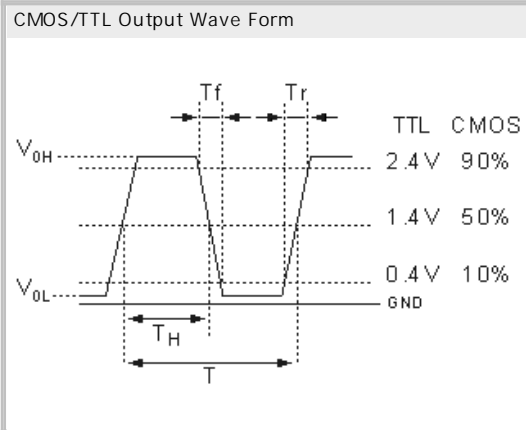 CMOS/TTL Output Wave Form
Tf Tr
TTL CMOS
V0H
2.4V 90%
1.4V 50%
0.4V 10%
V0L
GND
TH
T